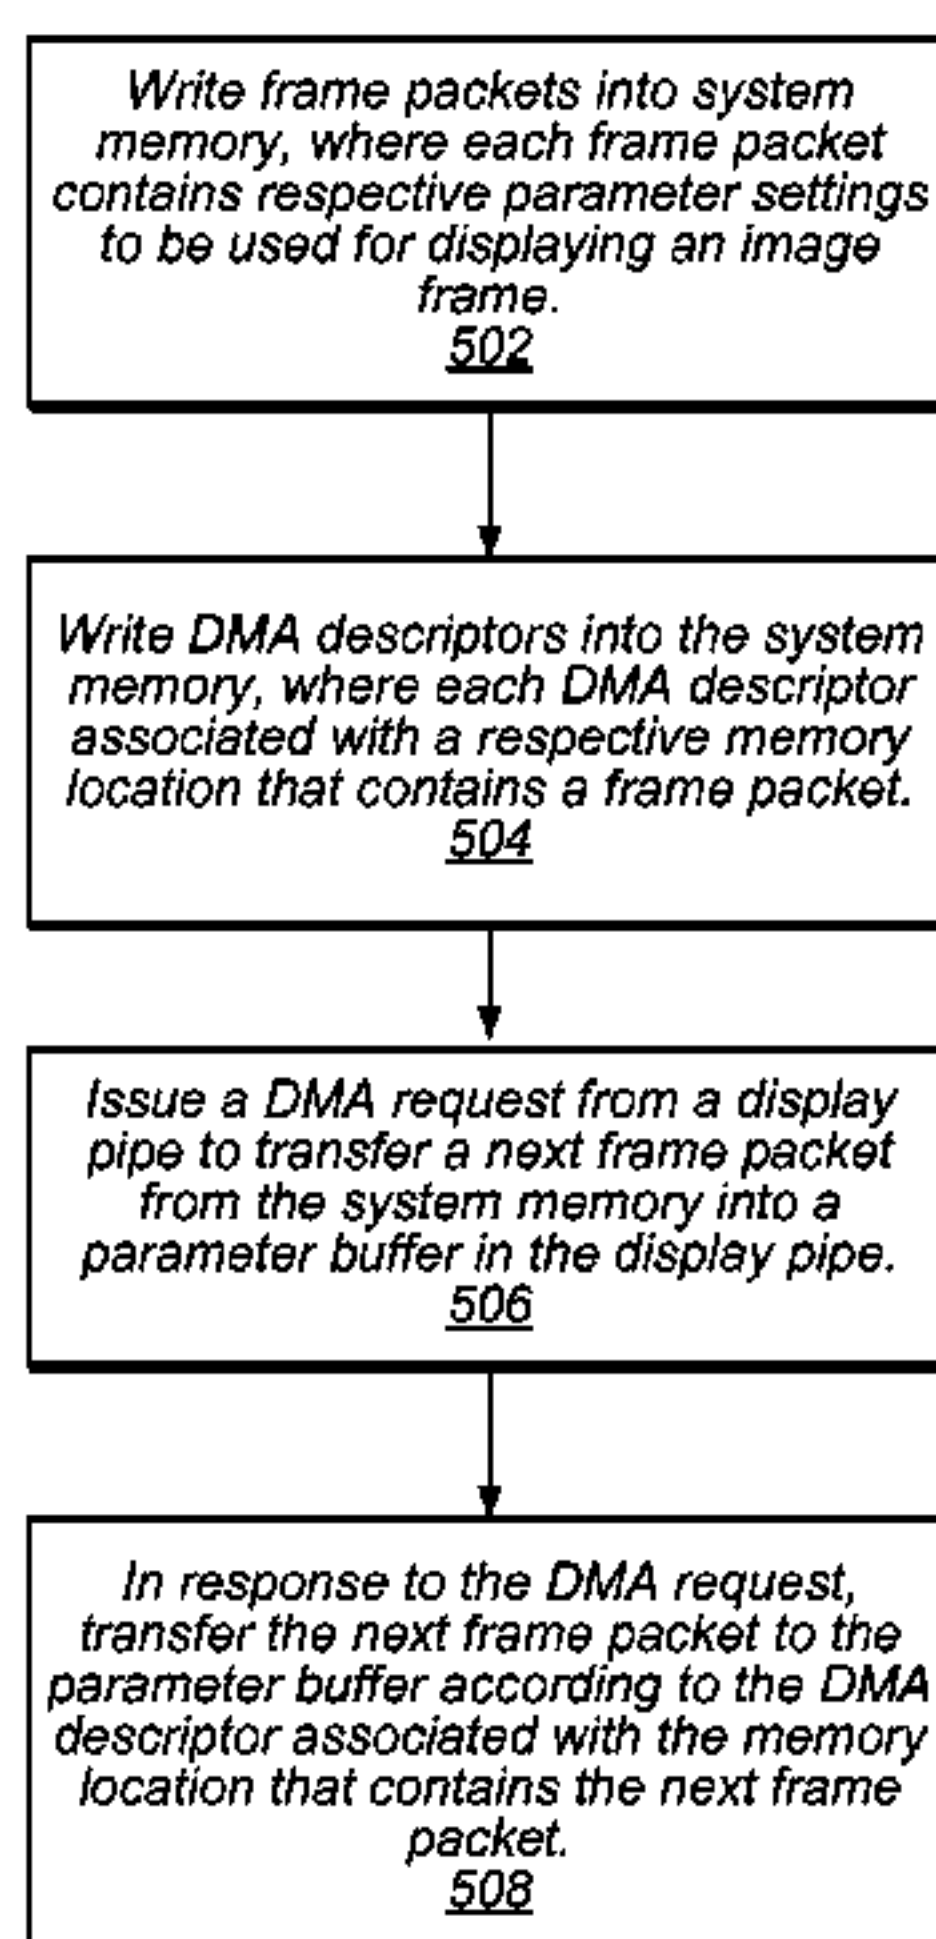 Write frame packets into system
memory, where each frame packet
contains respective parameter settings
to be used for displaying an image
frame.
502
Write DMA descriptors into the system
memory, where each DMA descriptor
associated with a respective memory
location that contains a frame packet.
504
Issue a DMA request from a display
pipe to transfer a next frame packet
from the system memory into a
parameter buffer in the display pipe.
506
In response to the DMA request,
transfer the next frame packet to the
parameter buffer according to the DMA
descriptor associated with the memory
location that contains the next frame
packet.
508